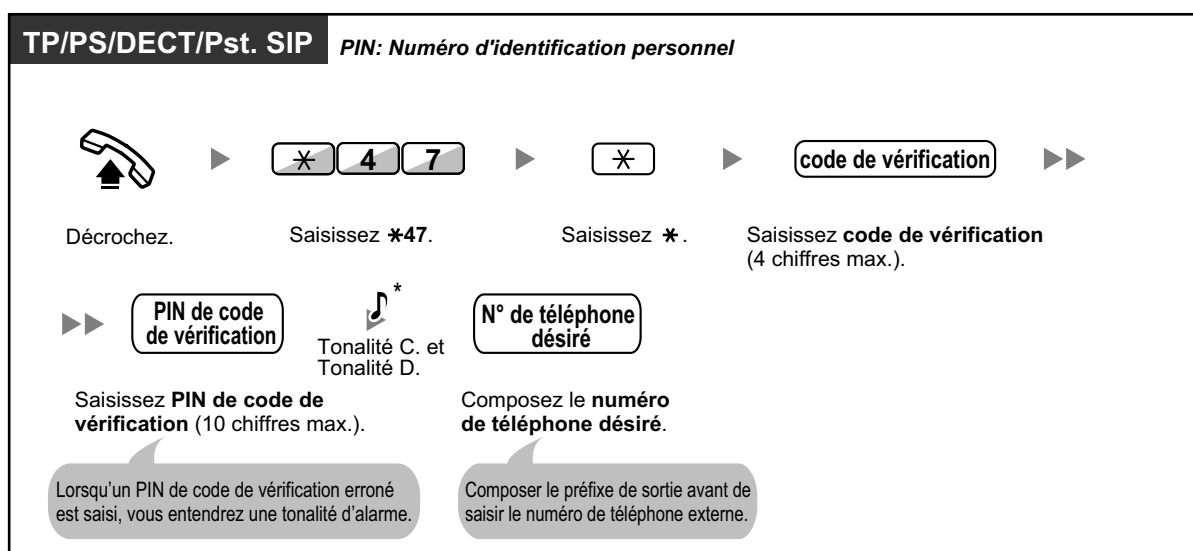 TP/PS/DECT/Pst. SIP PIN: Numéro d'identification personnel
* 4 7 * code de vérification
Décrochez. Saisissez *47. Saisissez *. Saisissez code de vérification
(4 chiffres max.).
PIN de code
de vérification
*
Tonalité C. et
Tonalité D.
N° de téléphone
désiré
Saisissez PIN de code de
vérification (10 chiffres max.).
Composez le numéro
de téléphone désiré.
Lorsqu'un PIN de code de vérification erroné
est saisi, vous entendrez une tonalité d'alarme.
Composer le préfixe de sortie avant de
saisir le numéro de téléphone externe.